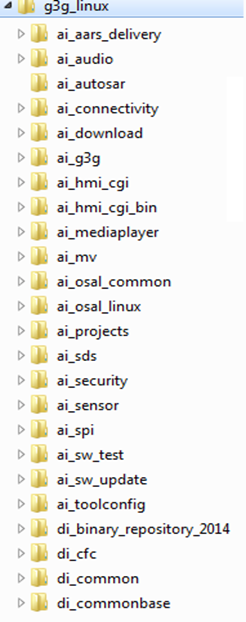 g3g_linux
ai_aars_delivery
ai_audio
ai_autosar
ai_connectivity
ai_download
ai_g3g
ai_hmi_cgi
ai_hmi_cgi_bin
ai_mediaplayer
ai_mv
ai_osal_common
ai_osal_linux
ai_projects
ai_sds
ai_security
ai_sensor
ai_spi
ai_sw_test
ai_sw_update
ai_toolconfig
di_binary_repository_2014
di_cfc
di_common
di_commonbase